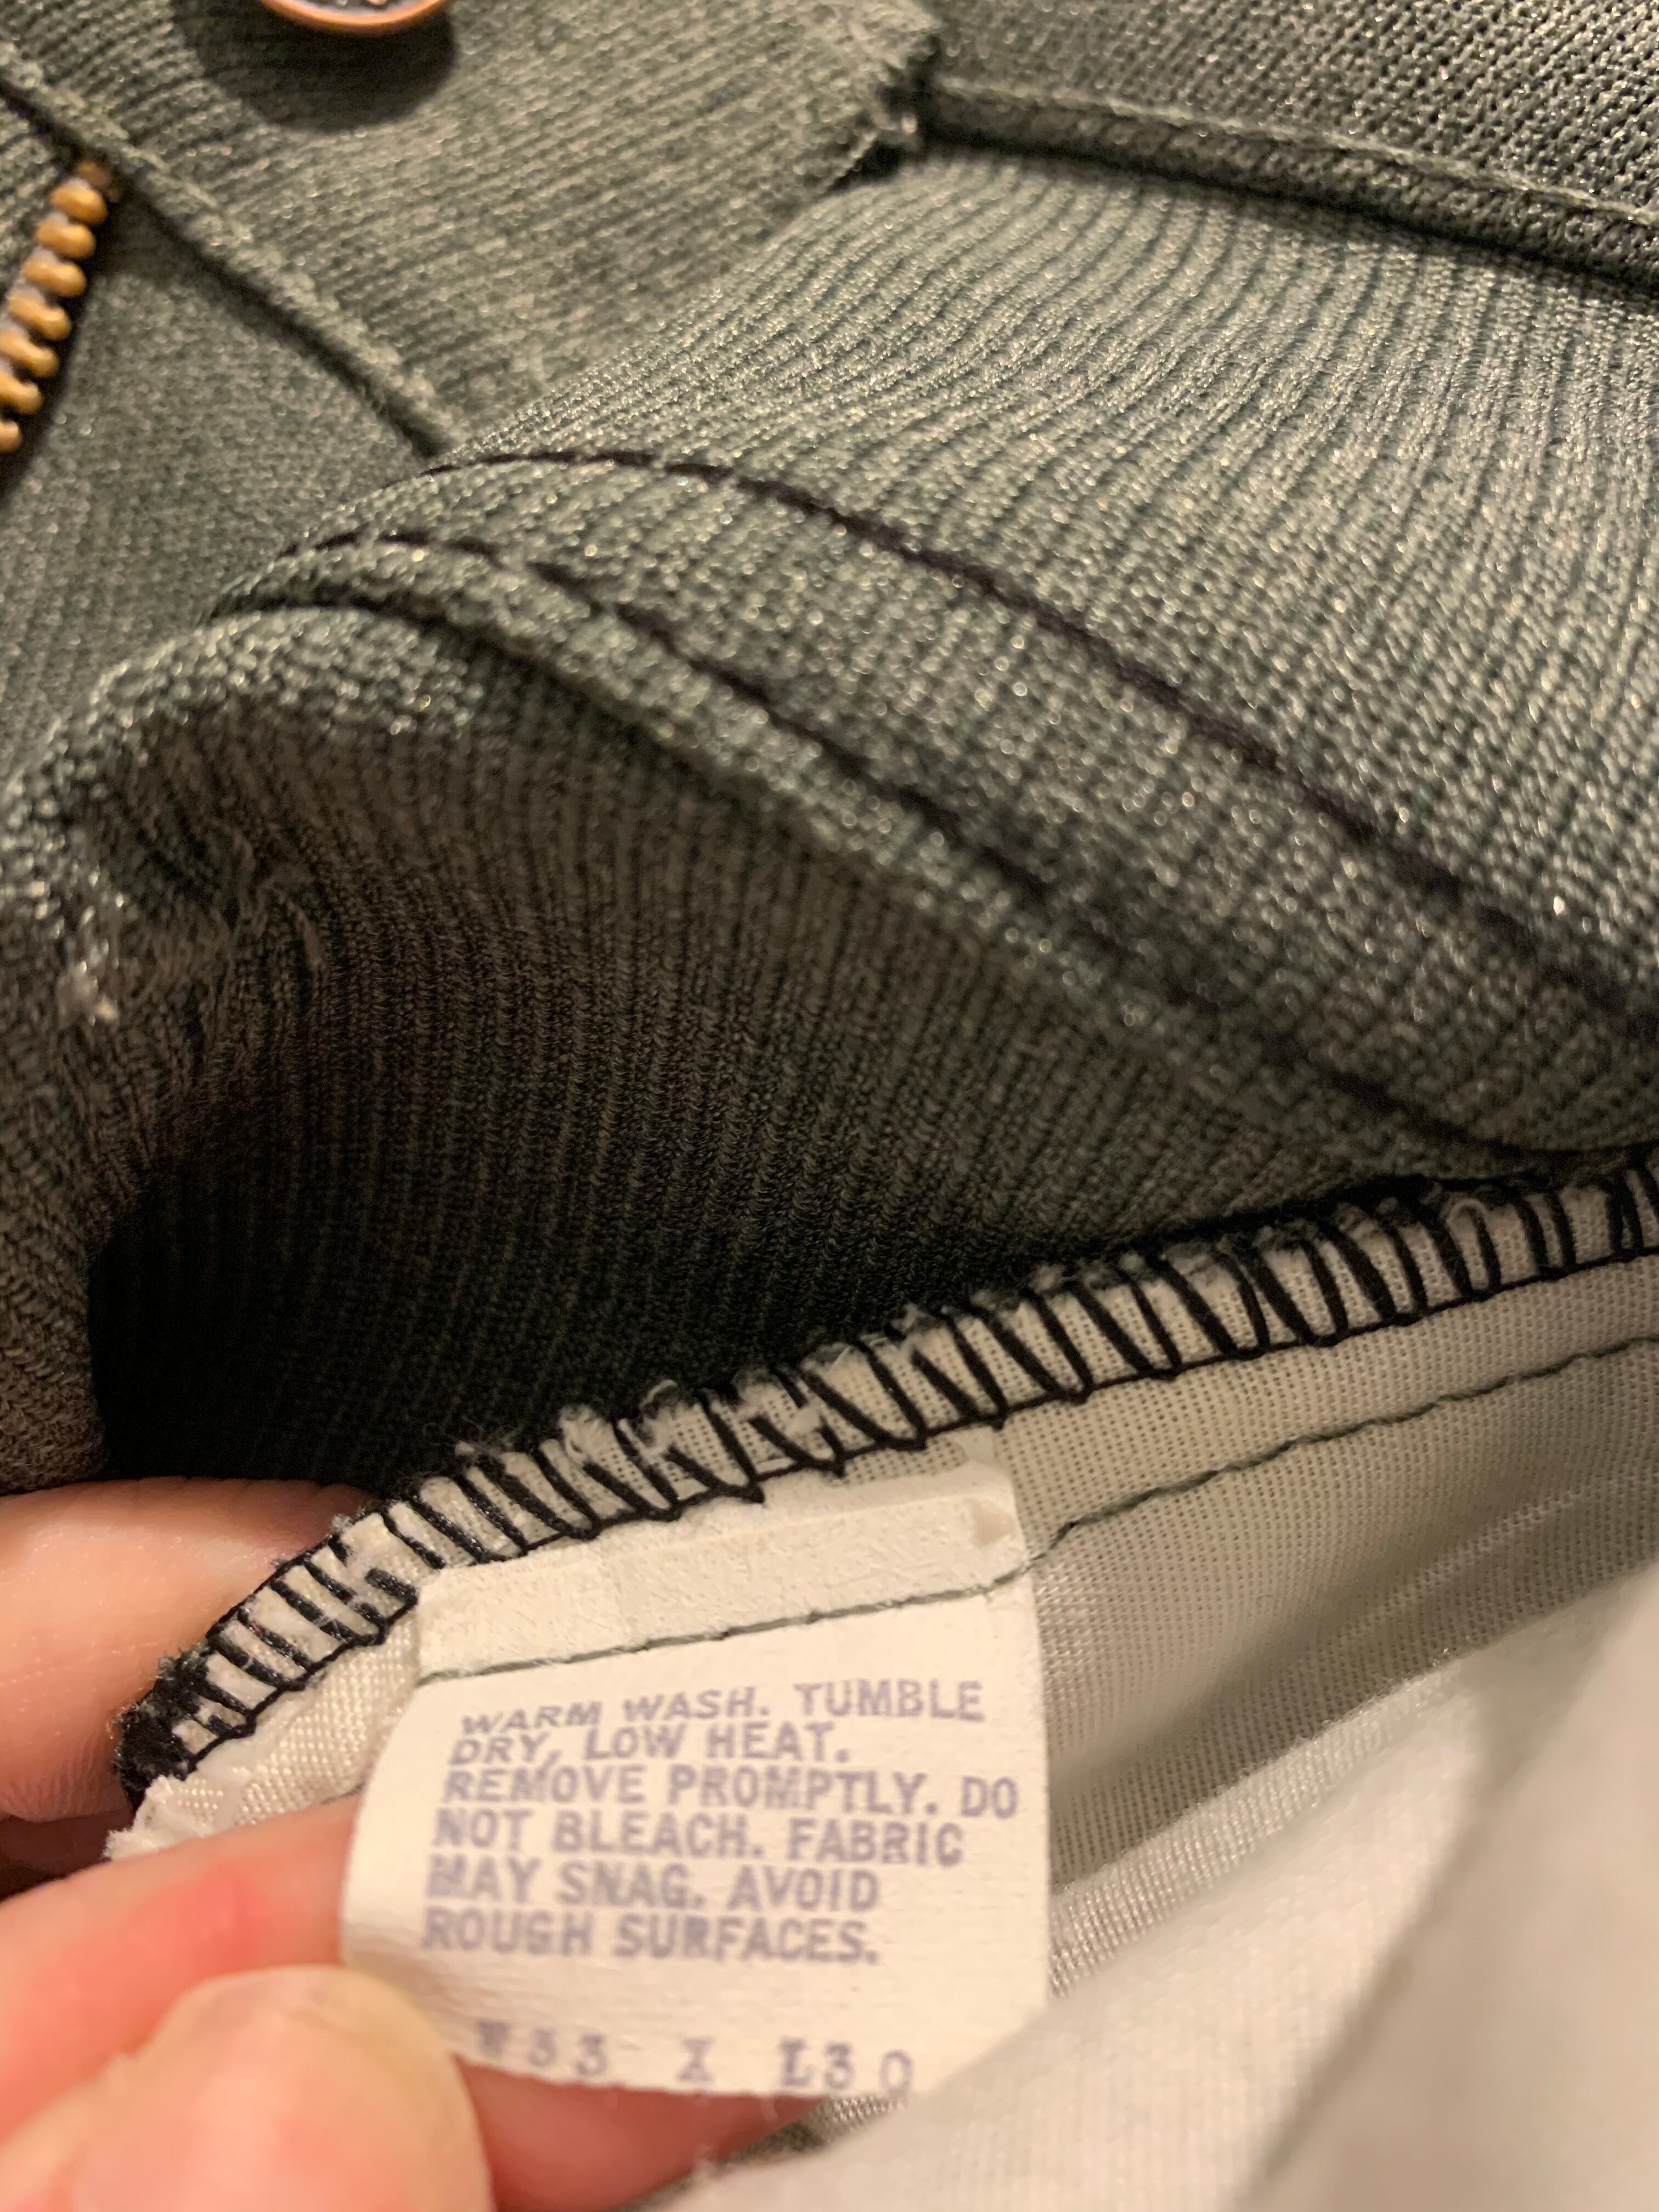 WARM WASH. TUMBLE
DRY, LOW HEAT.
REMOVE PROMPTLY. DO
NOT BLEACH. FABRIC
MAY SNAG. AVOID
ROUGH SURFACES.
W33 X L30